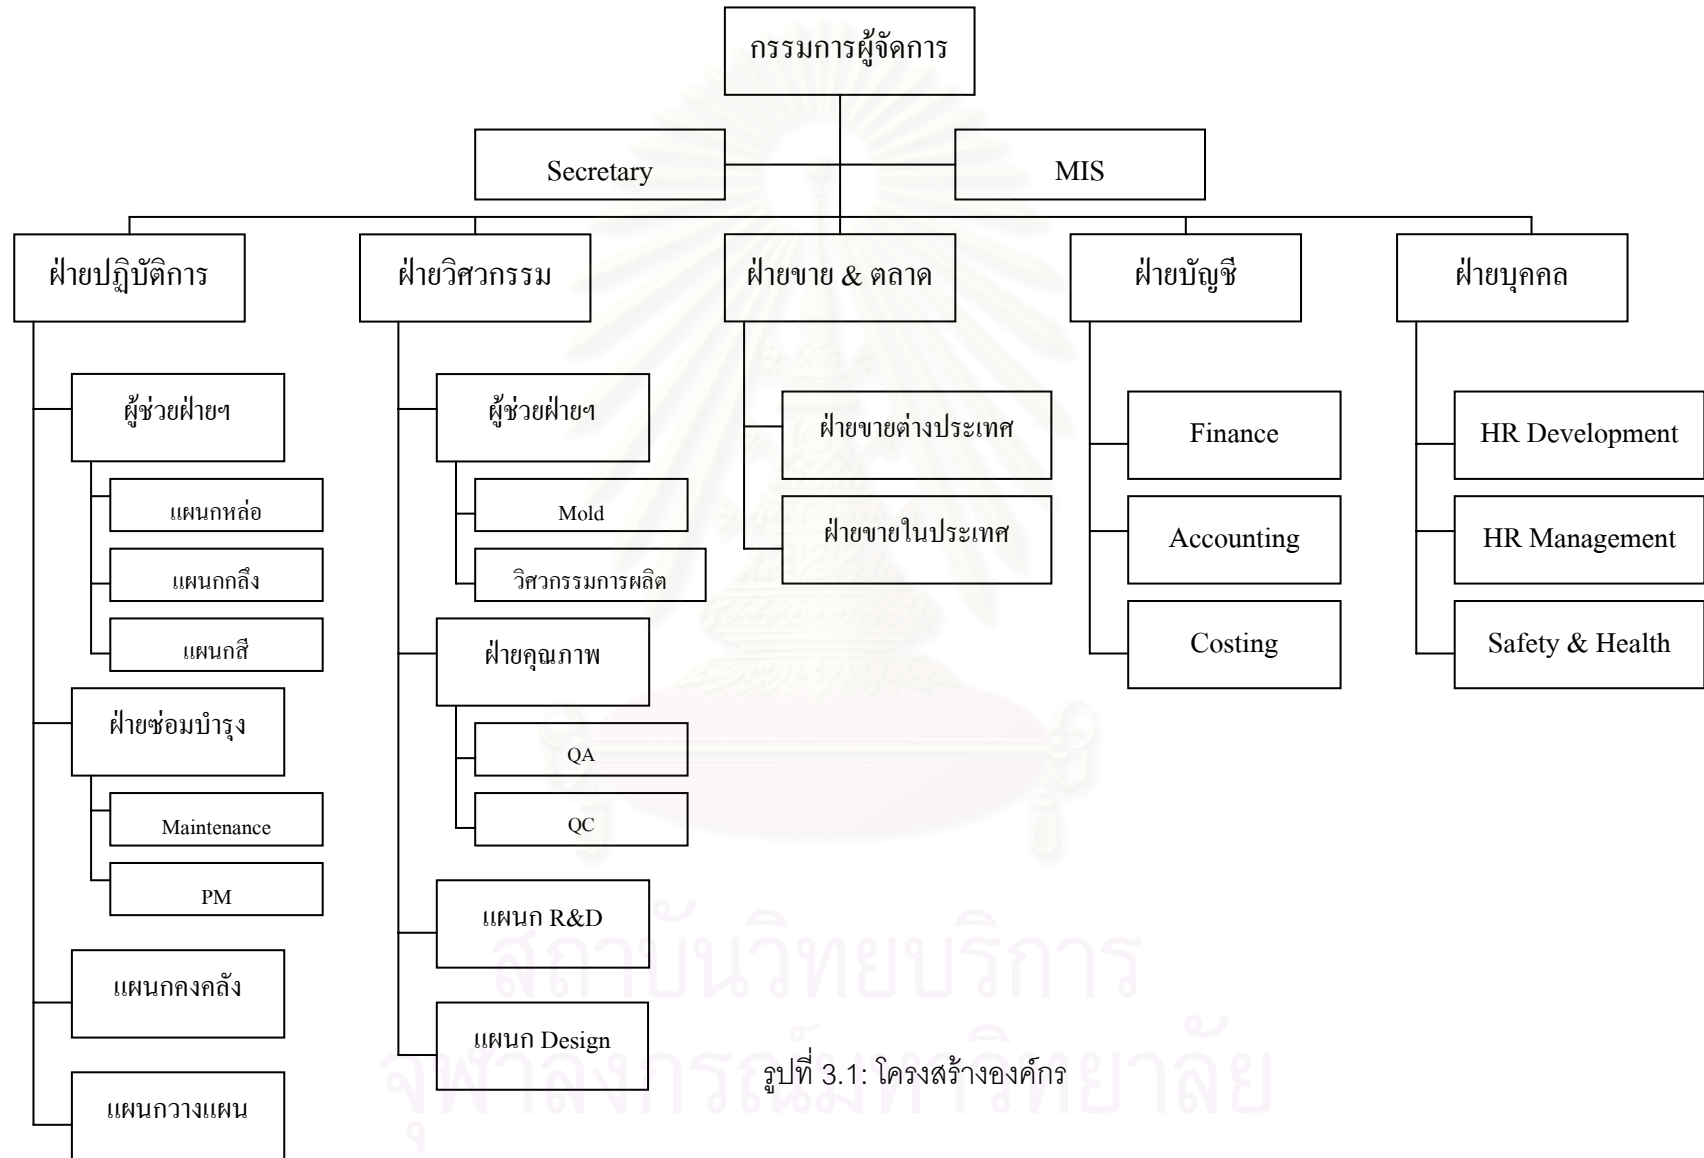 กรรมการผู้จัดการ
Secretary
MIS
ฝ่ายปฏิบัติการ
ฝ่ายวิศวกรรม
ฝ่ายขาย & ตลาด
ฝ่ายบัญชี
ฝ่ายบุคคล
ผู้ช่วยฝ่ายฯ
แผนกหล่อ
แผนกกลึง
แผนกสี
ฝ่ายซ่อมบำรุง
Maintenance
PM
แผนกคงคลัง
แผนกวางแผน
ผู้ช่วยฝ่ายฯ
Mold
วิศวกรรมการผลิต
ฝ่ายคุณภาพ
QA
QC
แผนก R&D
แผนก Design
ฝ่ายขายต่างประเทศ
ฝ่ายขายในประเทศ
Finance
Accounting
Costing
HR Development
HR Management
Safety & Health
สถาบันวิทยบริการ
จุฬาลงกรณ์มหาวิทยาลัย
รูปที่ 3.1: โครงสร้างองค์กร